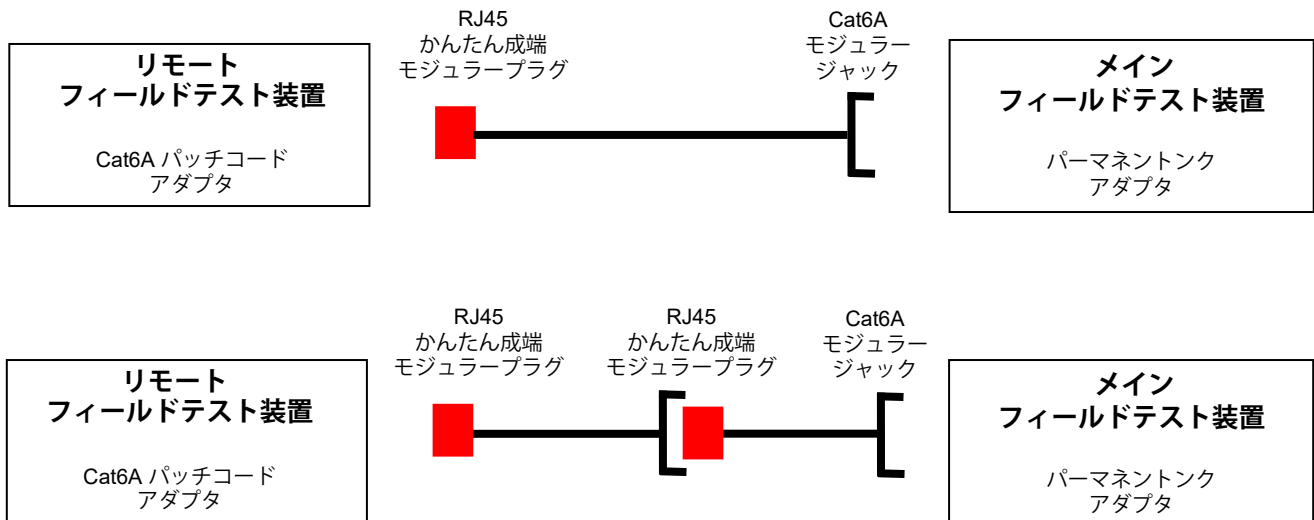 RJ45
かんたん成端
モジュラープラグ
Cat6A
モジュラー
ジャック
リモート
フィールドテスト装置
Cat6A パッチコード
アダプタ
メイン
フィールドテスト装置
パーマネントンク
アダプタ
RJ45
かんたん成端
モジュラープラグ
RJ45
かんたん成端
モジュラープラグ
Cat6A
モジュラー
ジャック
リモート
フィールドテスト装置
Cat6A パッチコード
アダプタ
メイン
フィールドテスト装置
パーマネントンク
アダプタ